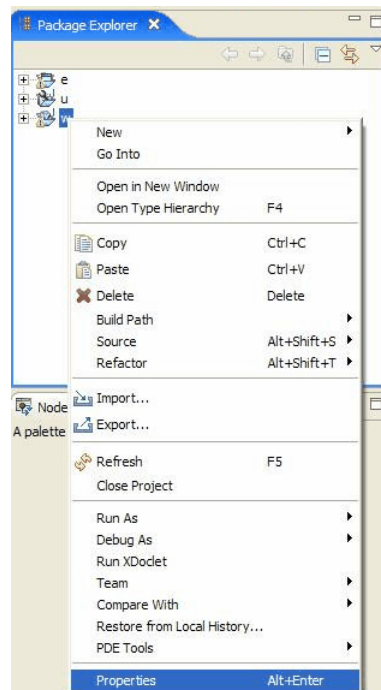 Package Explorer
e
u
w
New
Go Into
Open in New Window
Open Type Hierarchy F4
Copy Ctrl+C
Paste Ctrl+V
Delete Delete
Build Path
Source Alt+Shift+S
Refactor Alt+Shift+T
Node
Import...
A palette
Export...
Refresh F5
Close Project
Run As
Debug As
Run XDoclet
Team
Compare With
Restore from Local History...
PDE Tools
Properties Alt+Enter